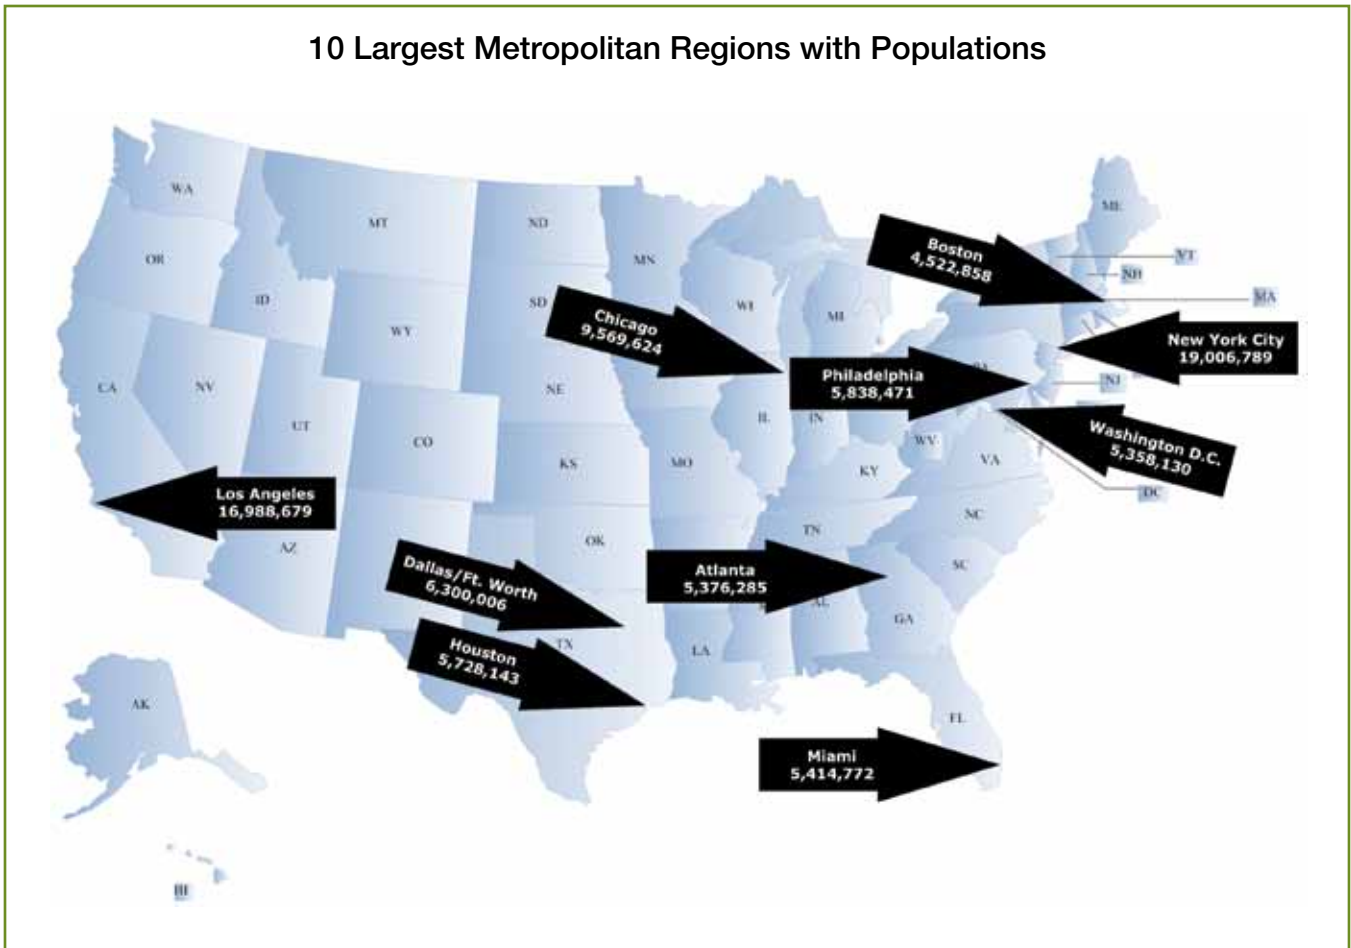 10 Largest Metropolitan Regions with Populations
WA
MT
ND
MN
OR
ID
WY
SD
WI
MI
ME
VT
NH
MA
Boston
4,522,858
Chicago
9,569,624
New York City
19,006,789
Philadelphia
5,838,471
NJ
CA
NV
UT
CO
NE
KS
MO
IL
IN
WV
KY
VA
Washington D.C.
5,358,130
DC
Los Angeles
16,988,679
AZ
OK
TN
NC
SC
Dallas/Ft. Worth
6,300,006
Atlanta
5,376,285
AL
GA
TX
LA
Houston
5,728,143
AK
FL
Miami
5,414,772
HI